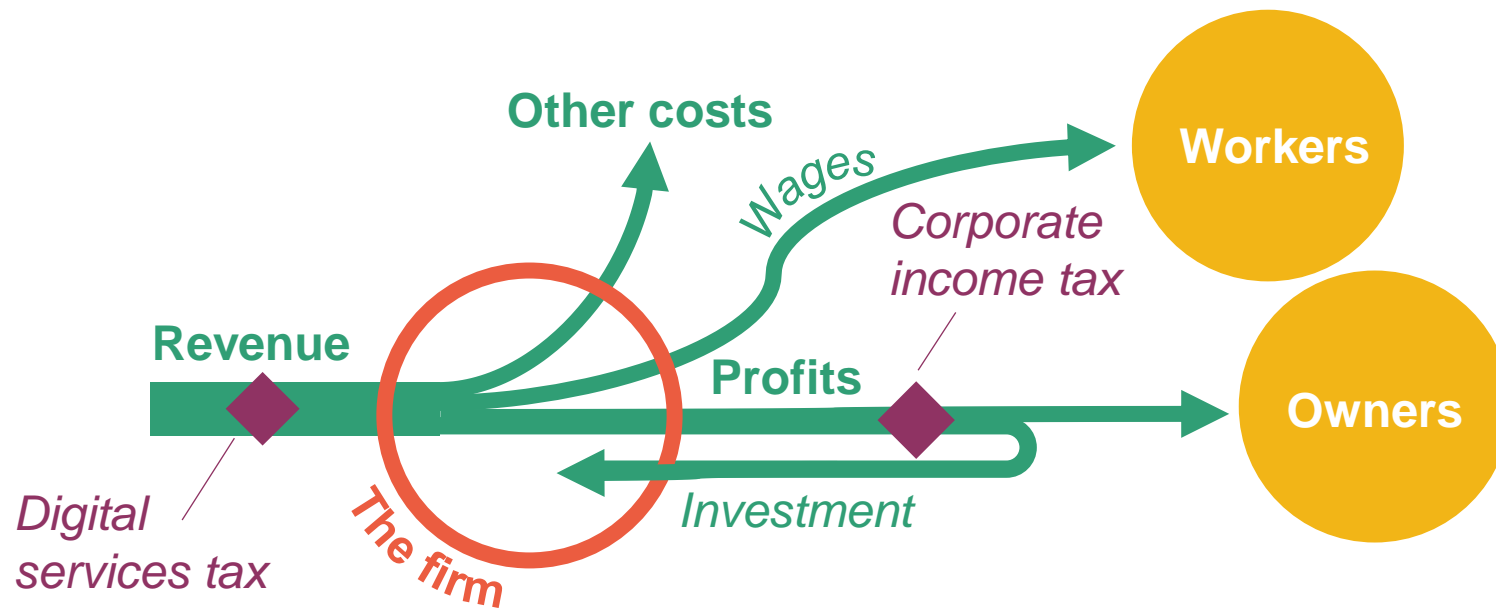 Other costs
Workers
Wages
Corporate
income tax
Revenue
Profits
Owners
Digital
services tax
The firm
Investment